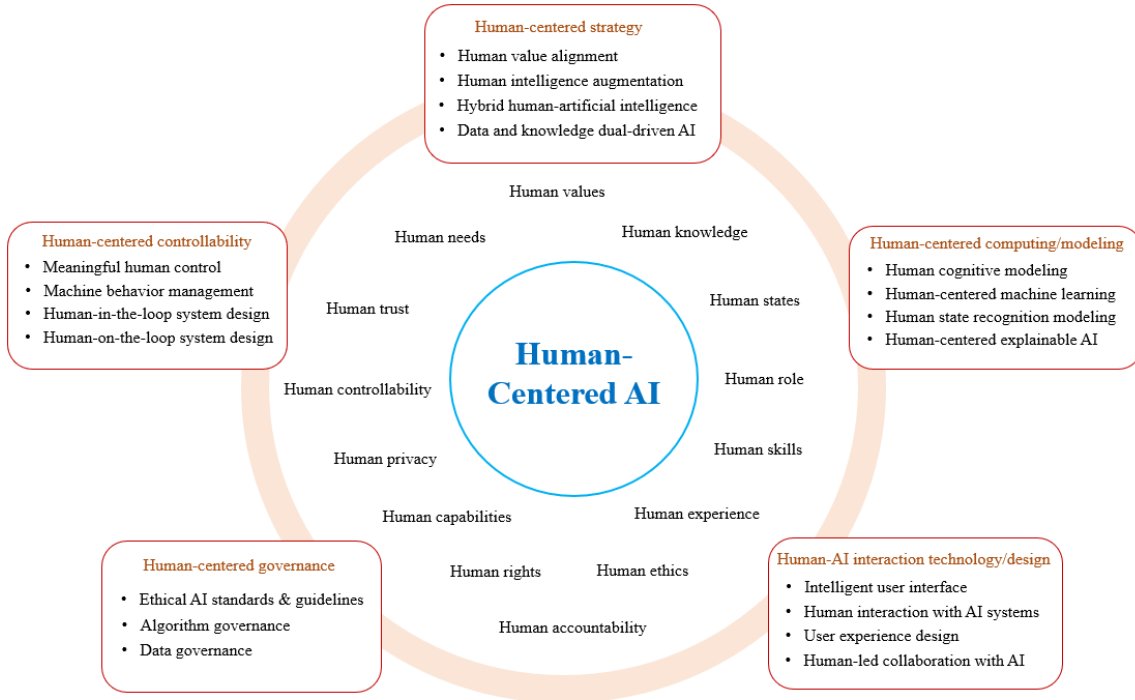 Human-centered strategy
• Human value alignment
• Human intelligence augmentation
• Hybrid human-artificial intelligence
• Data and knowledge dual-driven AI
Human values
Human needs
Human knowledge
Human-centered controllability
• Meaningful human control
• Machine behavior management
• Human-in-the-loop system design
• Human-on-the-loop system design
Human-centered computing/modeling
• Human cognitive modeling
• Human-centered machine learning
• Human state recognition modeling
• Human-centered explainable AI
Human trust
Human states
Human-
Centered AI
Human controllability
Human role
Human privacy
Human skills
Human capabilities
Human experience
Human rights
Human ethics
Human accountability
Human-centered governance
• Ethical AI standards & guidelines
• Algorithm governance
• Data governance
Human-AI interaction technology/design
• Intelligent user interface
• Human interaction with AI systems
• User experience design
• Human-led collaboration with AI